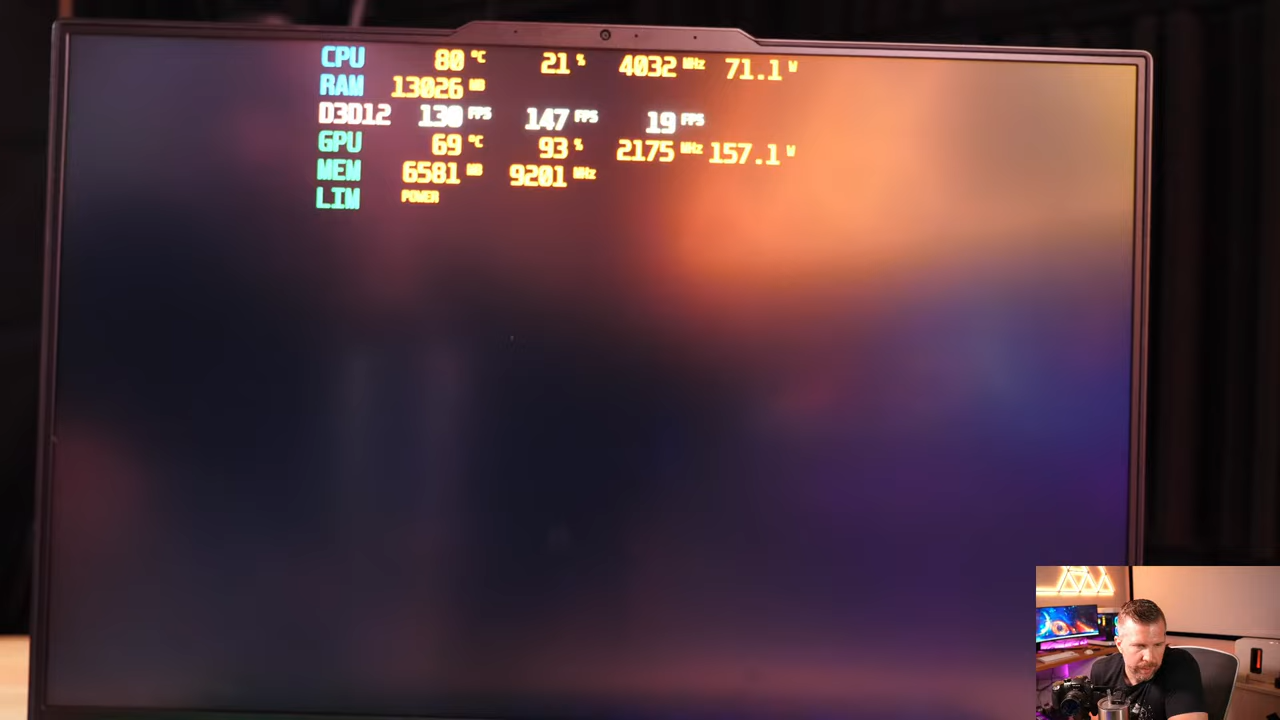 CPU 80 °C 21 % 4032 MHz 71.1 W
RAM 13026 MB
D3D12 130 FPS 147 FPS 19 FPS
GPU 69 °C 93 % 2175 MHz 157.1 W
MEM 6581 MB 9201 MHz
LIM POWER